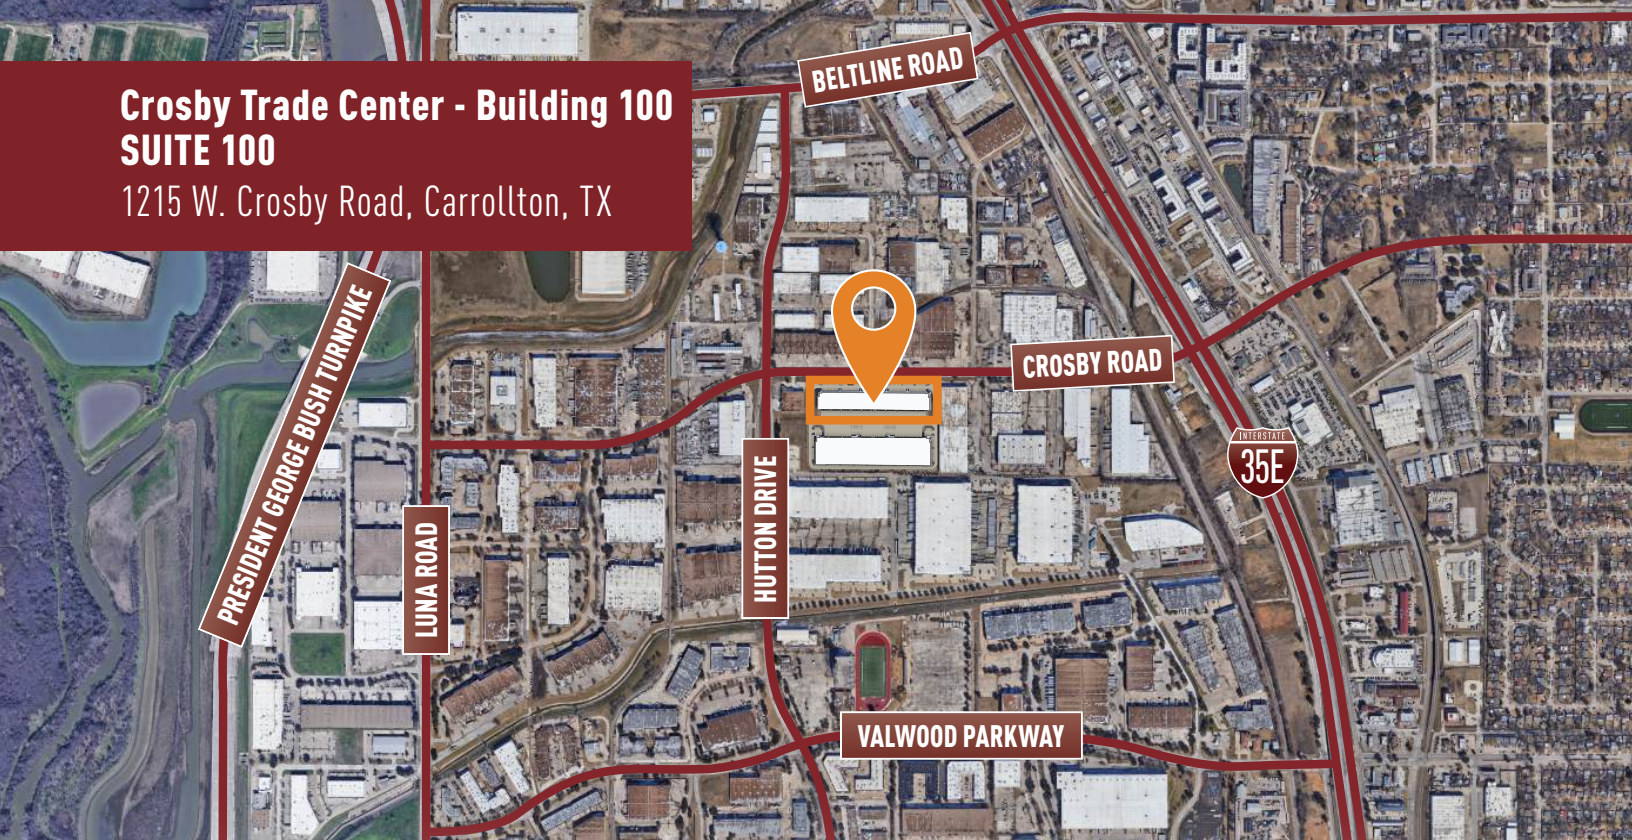 BELTLINE ROAD
Crosby Trade Center - Building 100
SUITE 100
1215 W. Crosby Road, Carrollton, TX
PRESIDENT GEORGE BUSH TURNPIKE
CROSBY ROAD
INTERSTATE
35E
HUTTON DRIVE
LUNA ROAD
VALWOOD PARKWAY